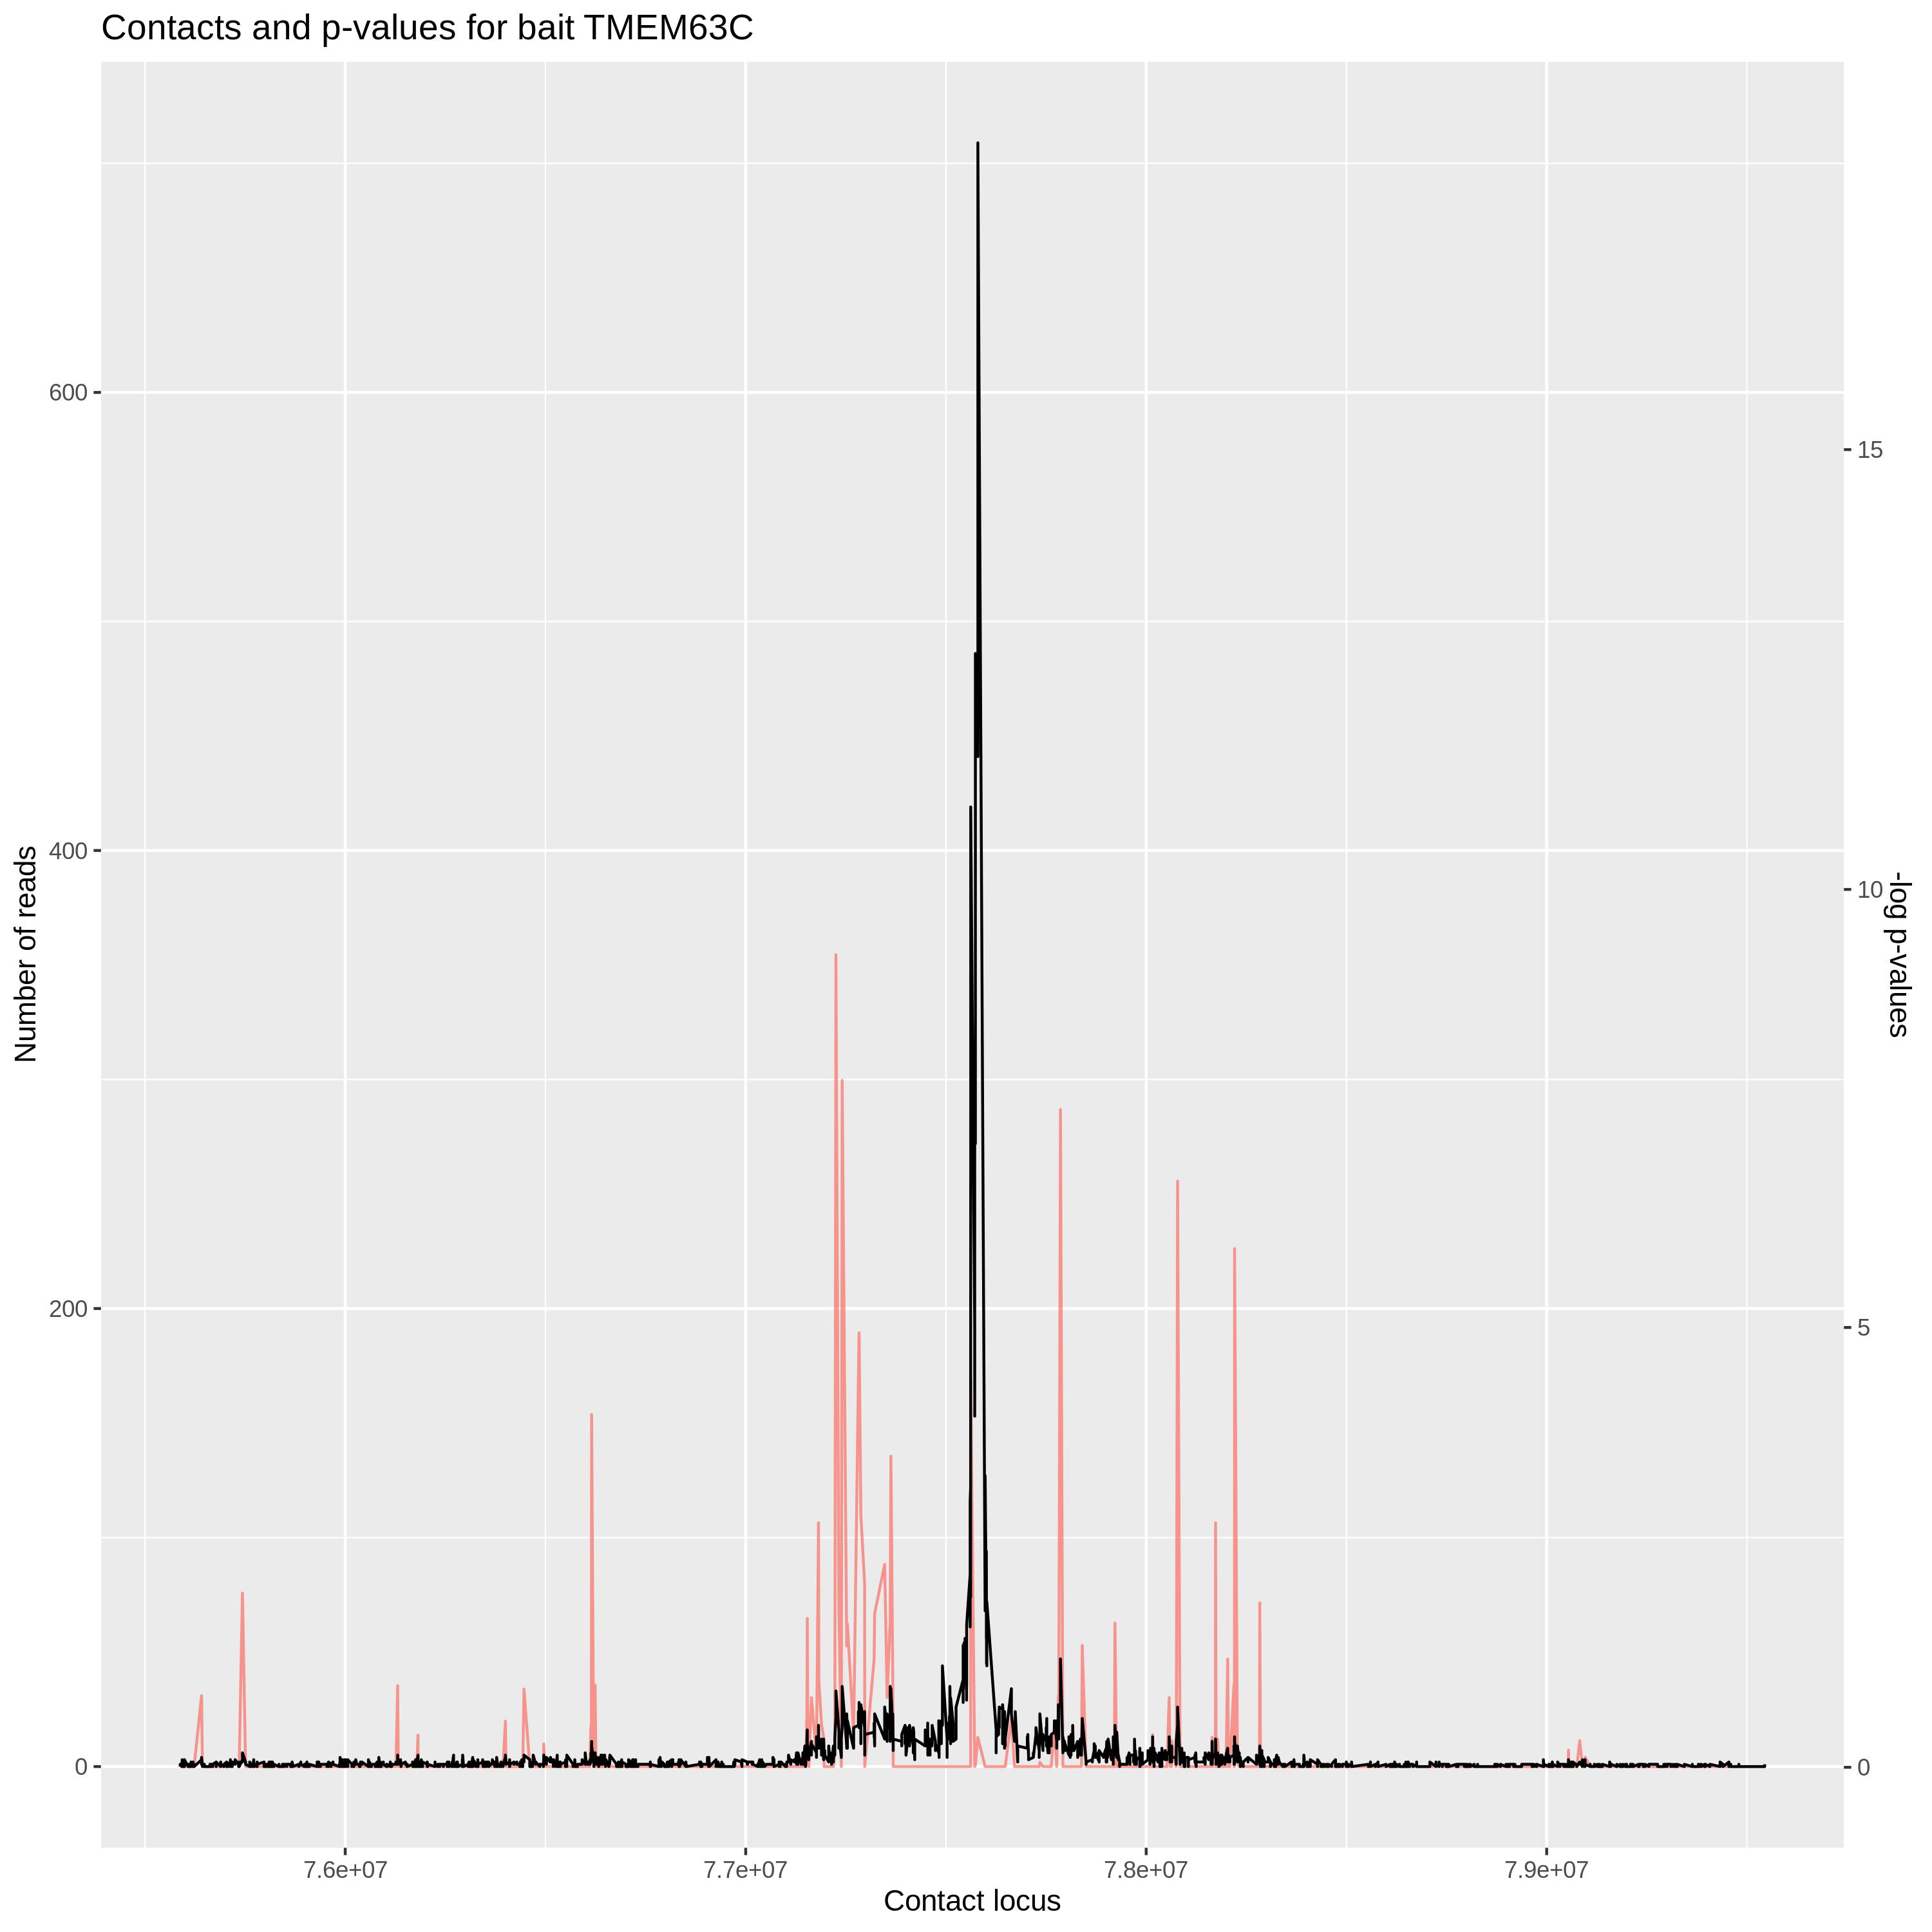 Contacts and p-values for bait TMEM63C
Number of reads
600
400
200
0
15
10
5
0
-log p-values
7.6e+07
7.7e+07
7.8e+07
7.9e+07
Contact locus